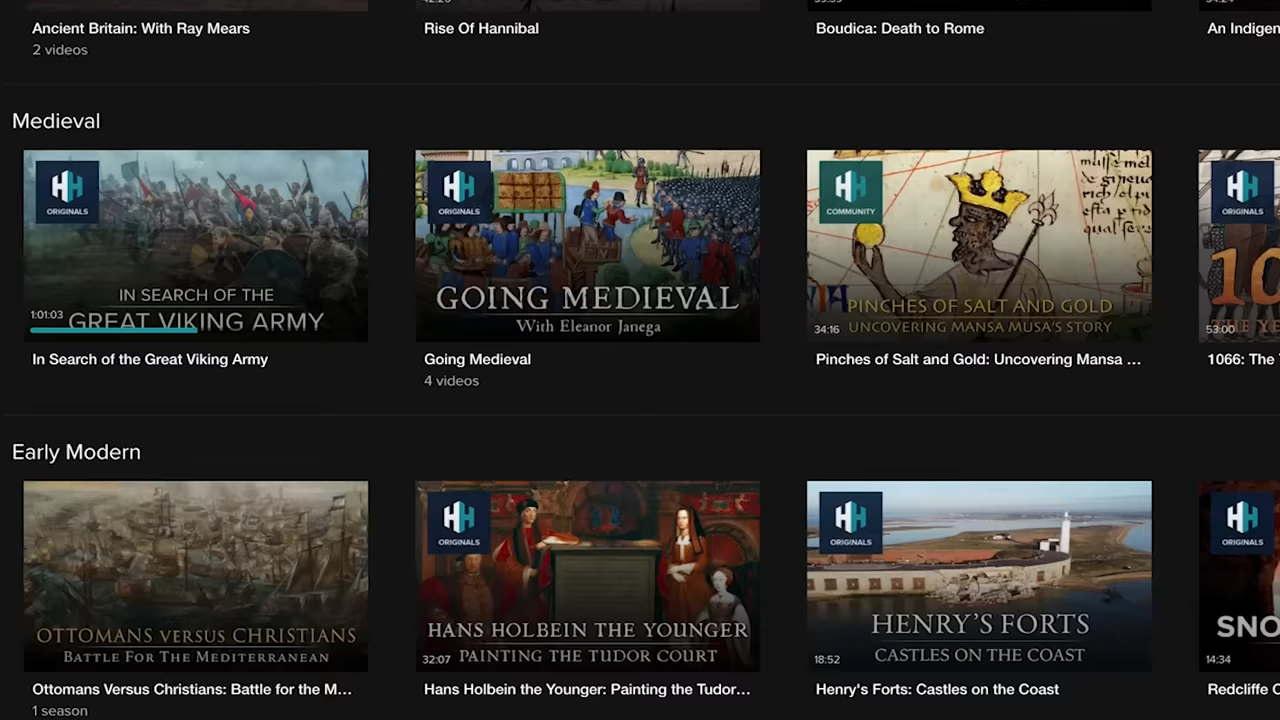 Ancient Britain: With Ray Mears
2 videos
Rise Of Hannibal
Boudica: Death to Rome
An Indigen
Medieval
ORIGINALS
IN SEARCH OF THE
GREAT VIKING ARMY
1:01:03
In Search of the Great Viking Army
ORIGINALS
GOING MEDIEVAL
With Eleanor Janega
Going Medieval
4 videos
COMMUNITY
PINCHES OF SALT AND GOLD
UNCOVERING MANSA MUSA'S STORY
34:16
Pinches of Salt and Gold: Uncovering Mansa ...
ORIGINALS
10
53:00
1066: The
Early Modern
OTTOMANS VERSUS CHRISTIANS
BATTLE FOR THE MEDITERRANEAN
Ottomans Versus Christians: Battle for the M...
1 season
ORIGINALS
HANS HOLBEIN THE YOUNGER
PAINTING THE TUDOR COURT
32:07
Hans Holbein the Younger: Painting the Tudor...
ORIGINALS
HENRY'S FORTS
CASTLES ON THE COAST
18:52
Henry's Forts: Castles on the Coast
ORIGINALS
SNO
14:34
Redcliffe